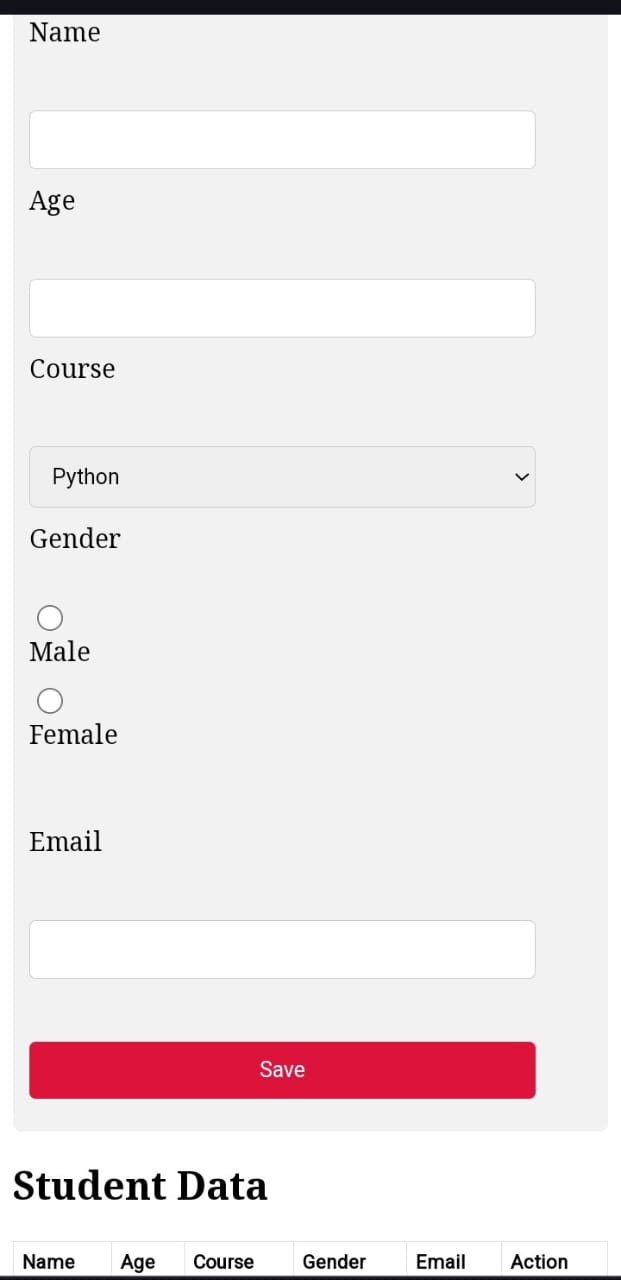 Name
Age
Course
Python
Gender
Male
Female
Email
Save
Student Data
Name Age Course Gender Email Action